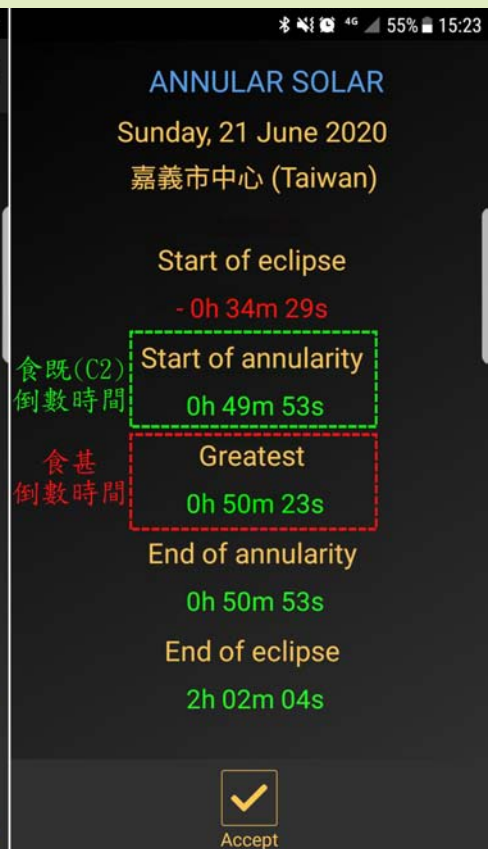 4G 55% 15:23
ANNULAR SOLAR
Sunday, 21 June 2020
嘉義市中心 (Taiwan)
Start of eclipse
- 0h 34m 29s
食既(C2)
倒數時間
Start of annularity
0h 49m 53s
食甚
倒數時間
Greatest
0h 50m 23s
End of annularity
0h 50m 53s
End of eclipse
2h 02m 04s
Accept